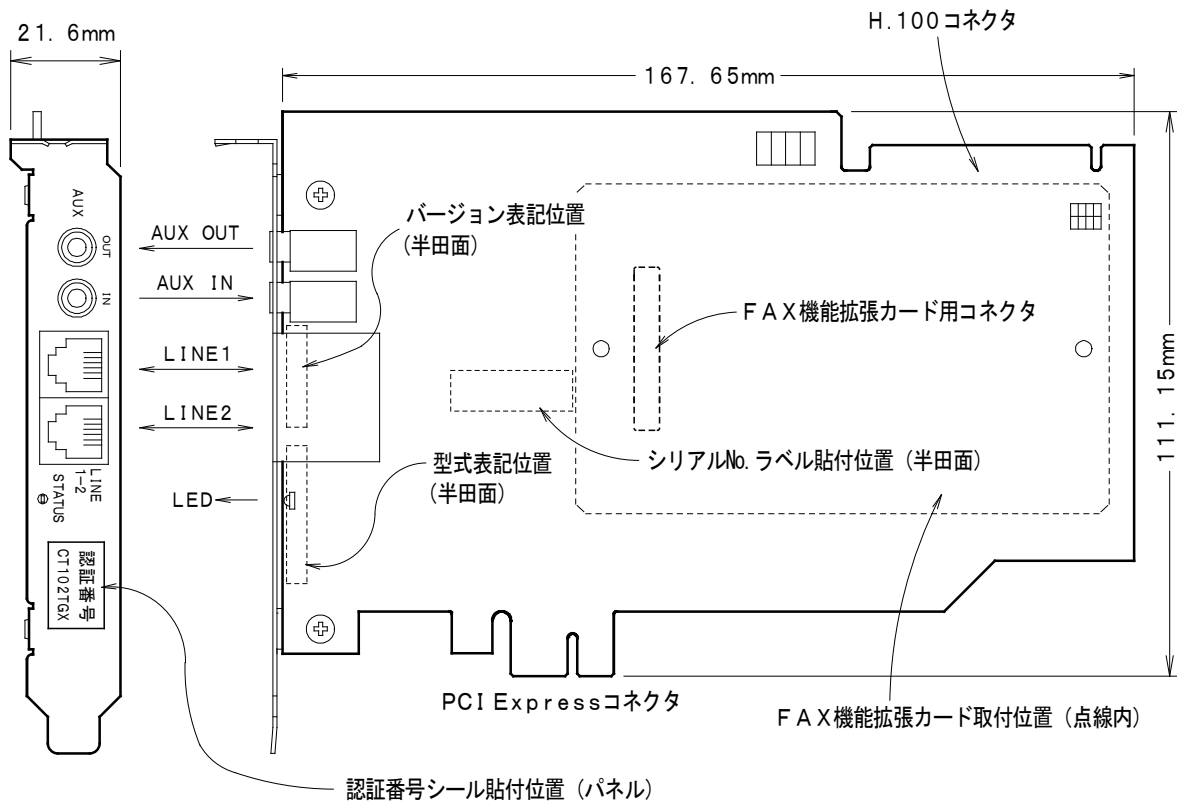 21.6mm
H.100コネクタ
167.65mm
AUX
OUT
IN
AUX OUT
AUX IN
LINE1
LINE2
LED
バージョン表記位置
(半田面)
FAX機能拡張カード用コネクタ
111.15mm
型式表記位置
(半田面)
シリアルNo.ラベル貼付位置(半田面)
LINE
1-2
STATUS
認証番号
CT102TGX
PCI Expressコネクタ
FAX機能拡張カード取付位置(点線内)
認証番号シール貼付位置(パネル)